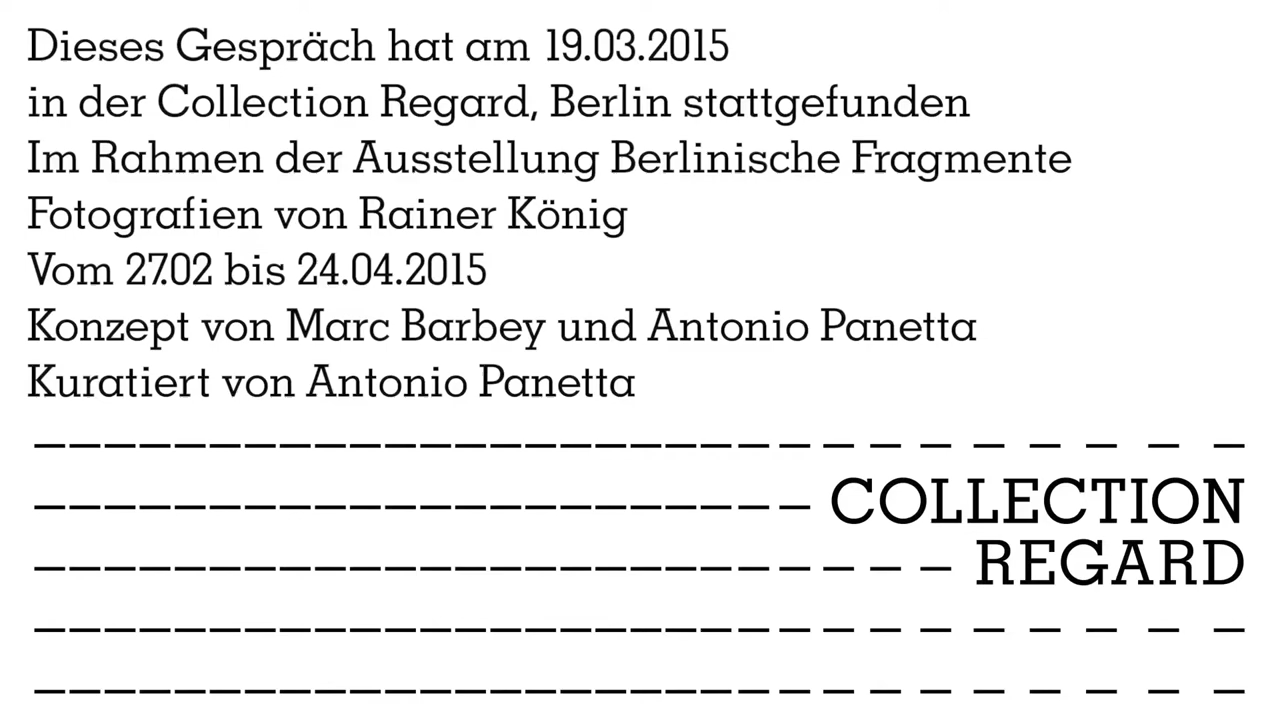 Dieses Gespräch hat am 19.03.2015
in der Collection Regard, Berlin stattgefunden
Im Rahmen der Ausstellung Berlinische Fragmente
Fotografien von Rainer König
Vom 27.02 bis 24.04.2015
Konzept von Marc Barbey und Antonio Panetta
Kuratiert von Antonio Panetta
COLLECTION
REGARD